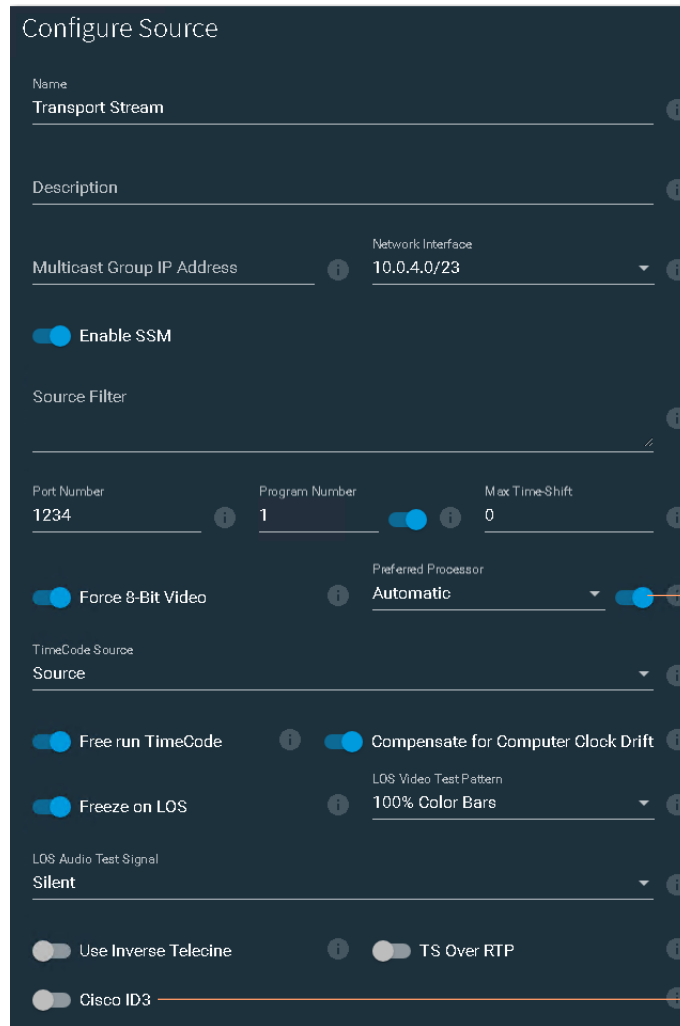 Configure Source
Name
Transport Stream
Description
Network Interface
Multicast Group IP Address
10.0.4.0/23
Enable SSM
Source Filter
Port Number Program Number Max Time-Shift
1234 1 0
Preferred Processor
Force 8-Bit Video Automatic
TimeCode Source
Source
Free run TimeCode Compensate for Computer Clock Drift
LOS Video Test Pattern
Freeze on LOS 100% Color Bars
LOS Audio Test Signal
Silent
Use Inverse Telecine TS Over RTP
Cisco ID3